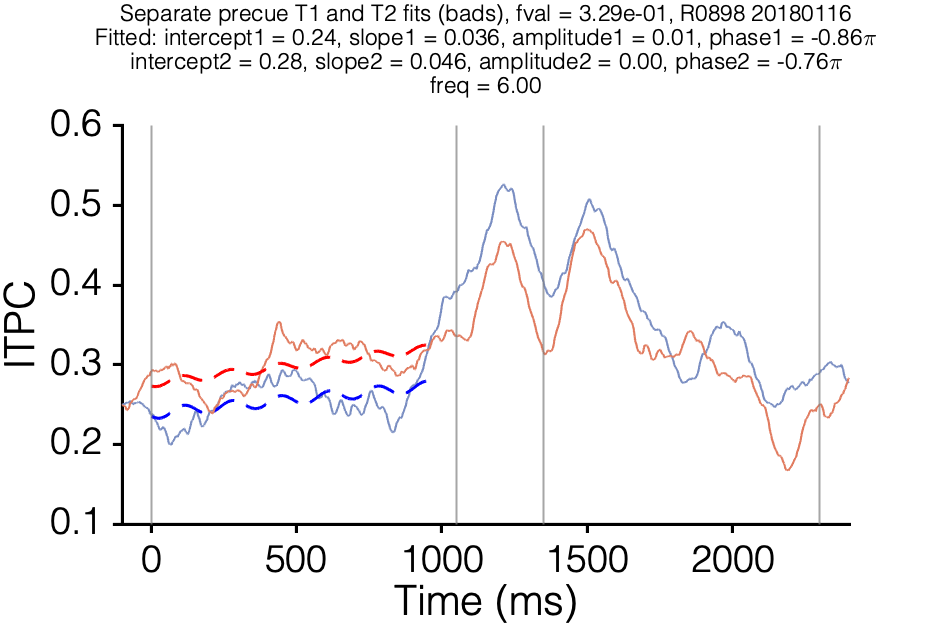 Separate precue T1 and T2 fits (bads), fval = 3.29e-01, R0898 20180116
Fitted: intercept1 = 0.24, slope1 = 0.036, amplitude1 = 0.01, phase1 = -0.86π
intercept2 = 0.28, slope2 = 0.046, amplitude2 = 0.00, phase2 = -0.76π
freq = 6.00
0.6
0.5
0.4
0.3
0.2
0.1
ITPC
0 500 1000 1500 2000
Time (ms)